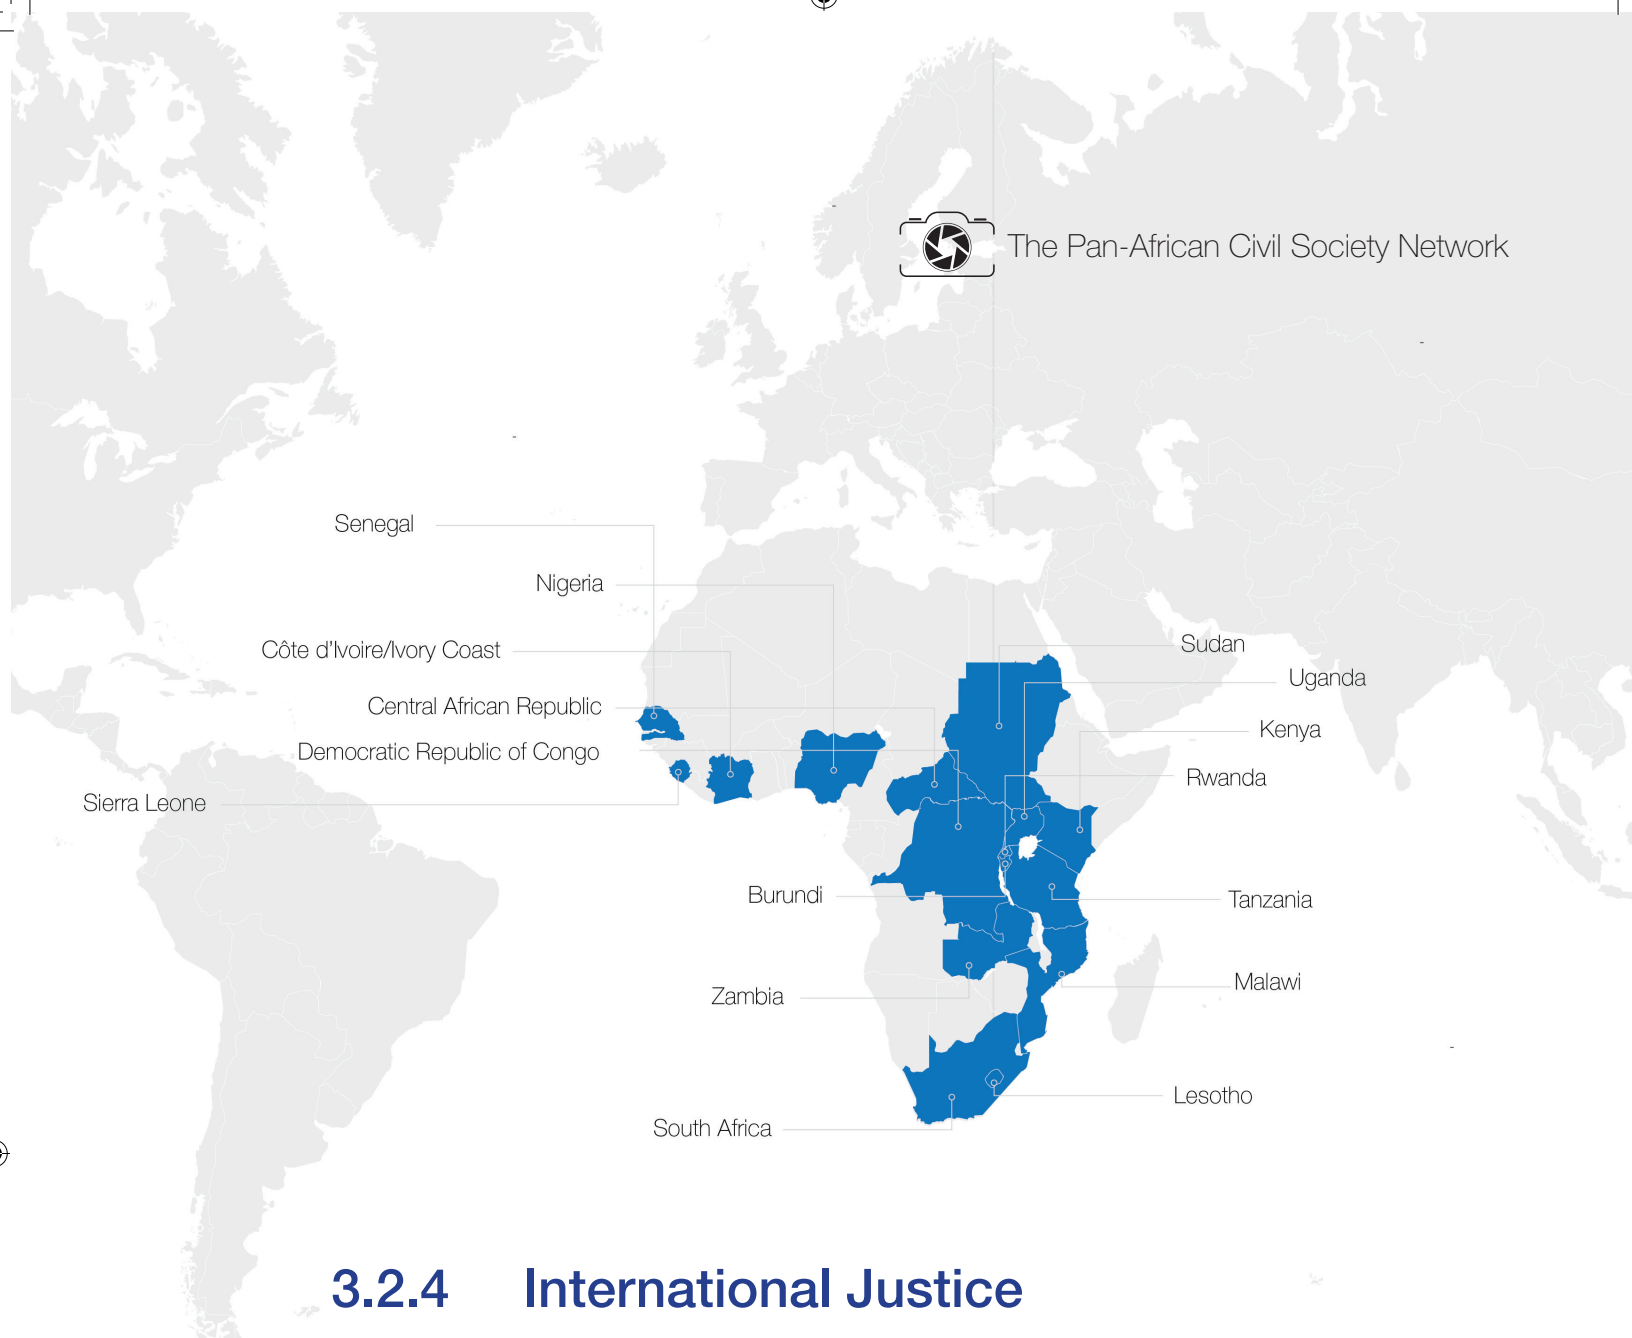 The Pan-African Civil Society Network
Senegal
Nigeria
Côte d'Ivoire/Ivory Coast
Central African Republic
Democratic Republic of Congo
Sierra Leone
Sudan
Uganda
Kenya
Rwanda
Burundi
Tanzania
Zambia
Malawi
Lesotho
South Africa
3.2.4 International Justice